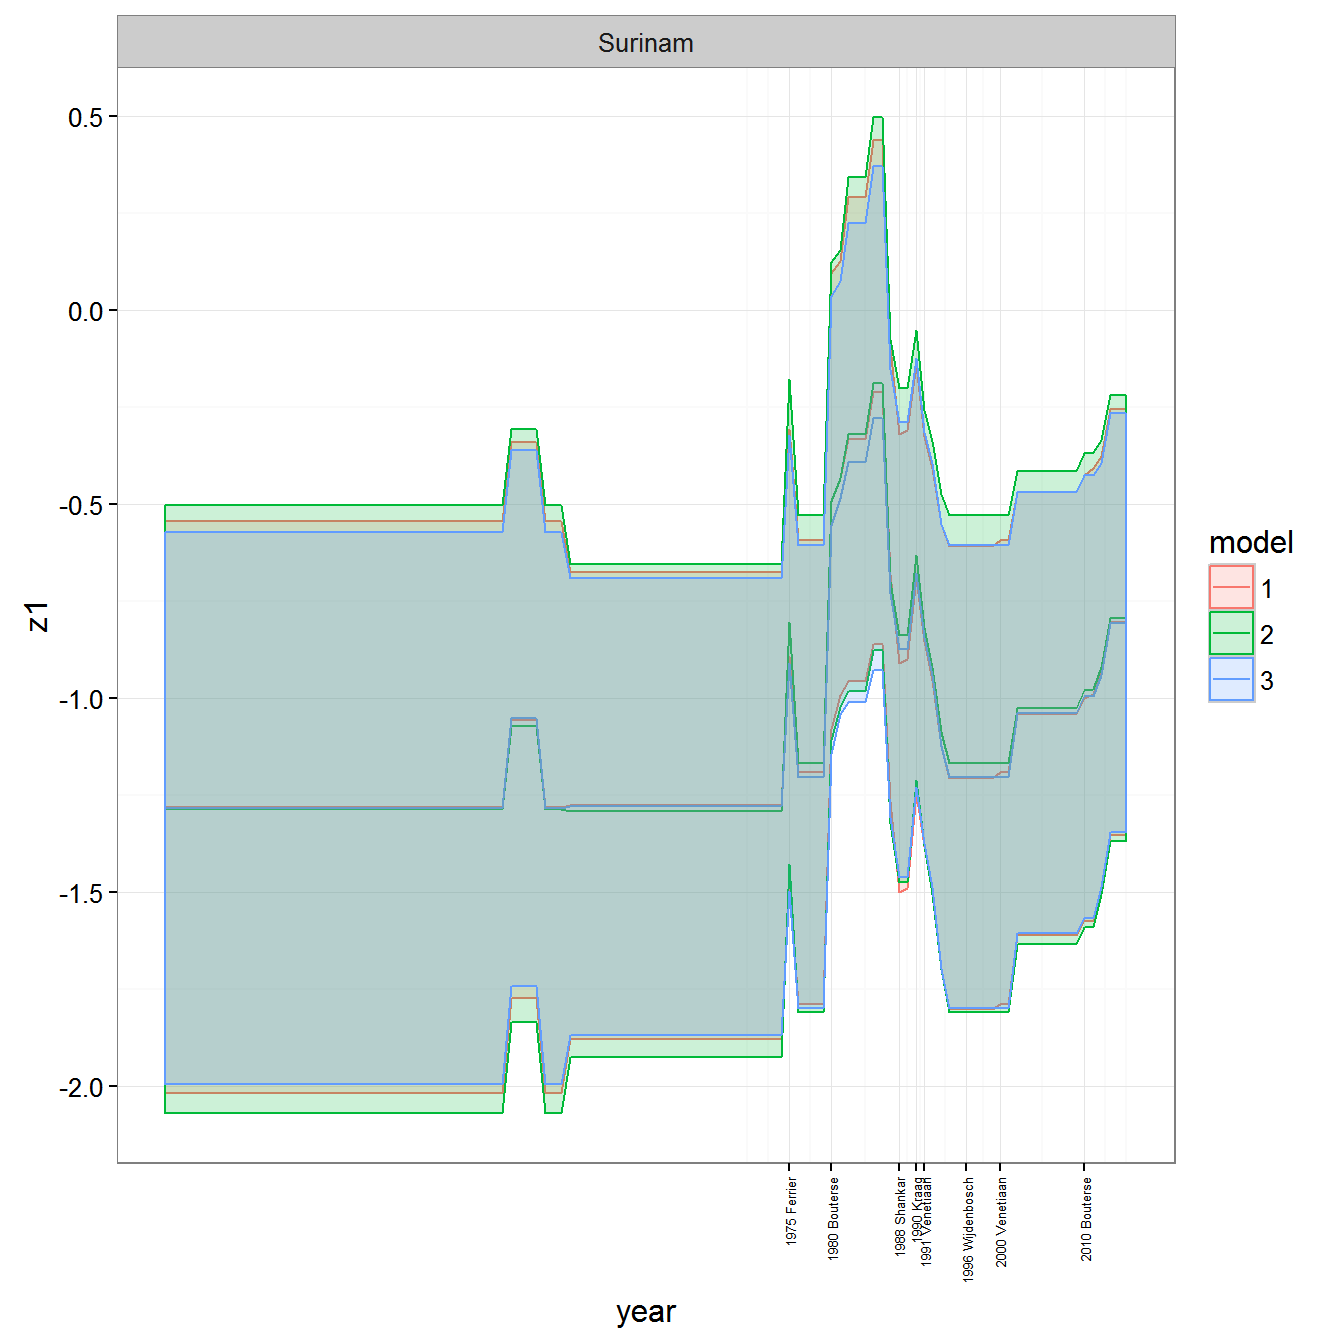 Surinam
0.5
0.0
-0.5
-1.0
-1.5
-2.0
z1
1975 Ferrier
1980 Bouterse
1988 Shankar
1990 Kraag
1991 Venetiaan
1996 Wijdenbosch
2000 Venetiaan
2010 Bouterse
year
model
1
2
3